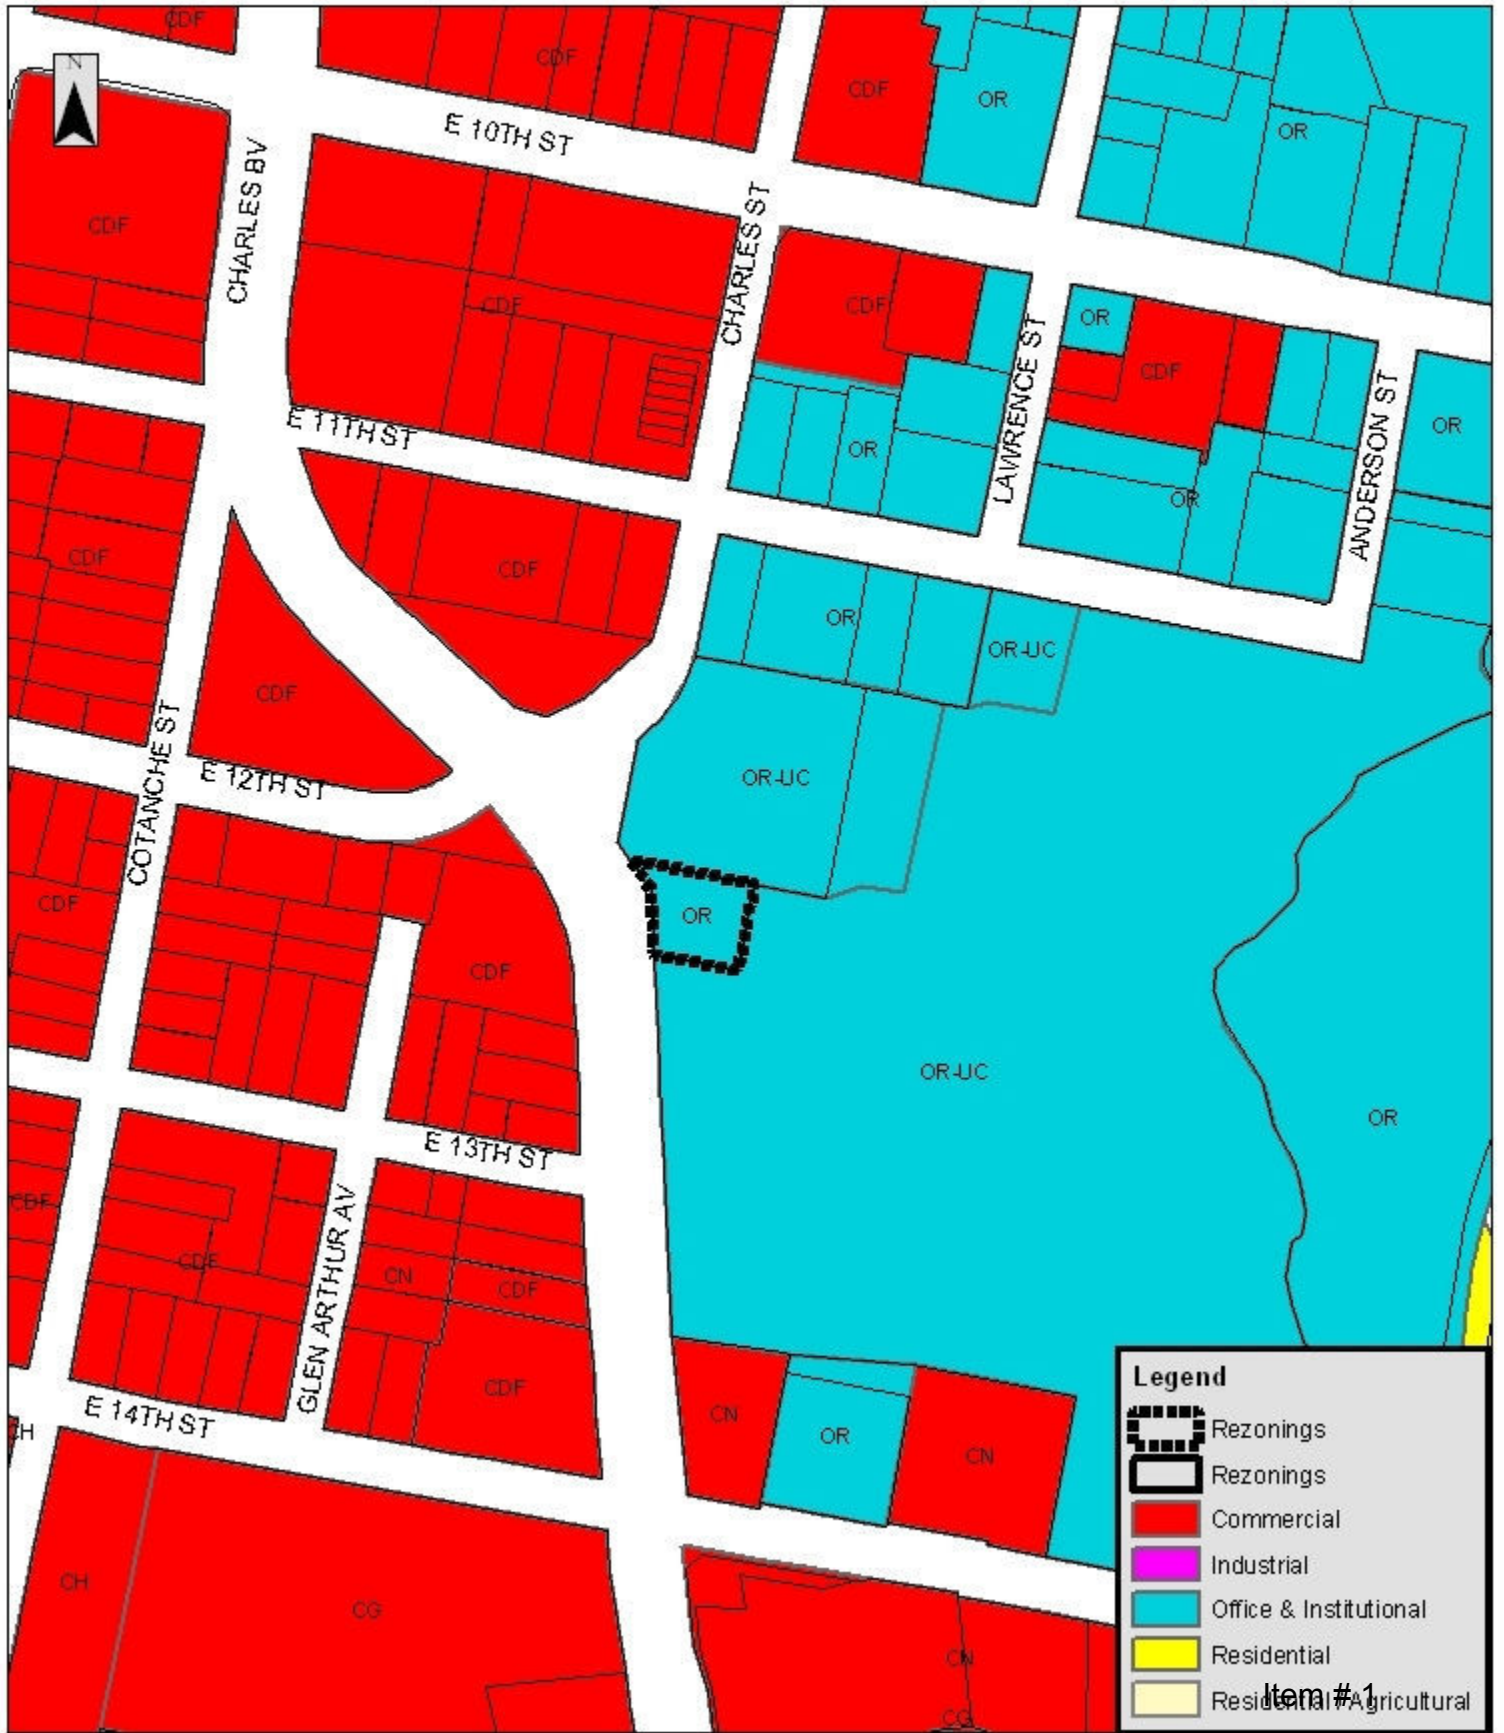 CDF
N
CDF
CDF
OR
OR
E 10TH ST
CHARLES BV
CDF
CHARLES ST
CDF
CDF
OR
CDF
LAWRENCE ST
ANDERSON ST
OR
E 11TH ST
OR
OR
CDF
CDF
OR
OR-UC
CDF
COTANCHE ST
E 12TH ST
OR-UC
CDF
OR
CDF
OR-UC
OR
E 13TH ST
CDF
CDF
GLEN ARTHUR AV
CN
CDF
CDF
E 14TH ST
CH
CN
OR
CN
CH
CG
CN
CG
Legend
Rezonings
Rezonings
Commercial
Industrial
Office & Institutional
Residential
Residential / Agricultural
Item # 1